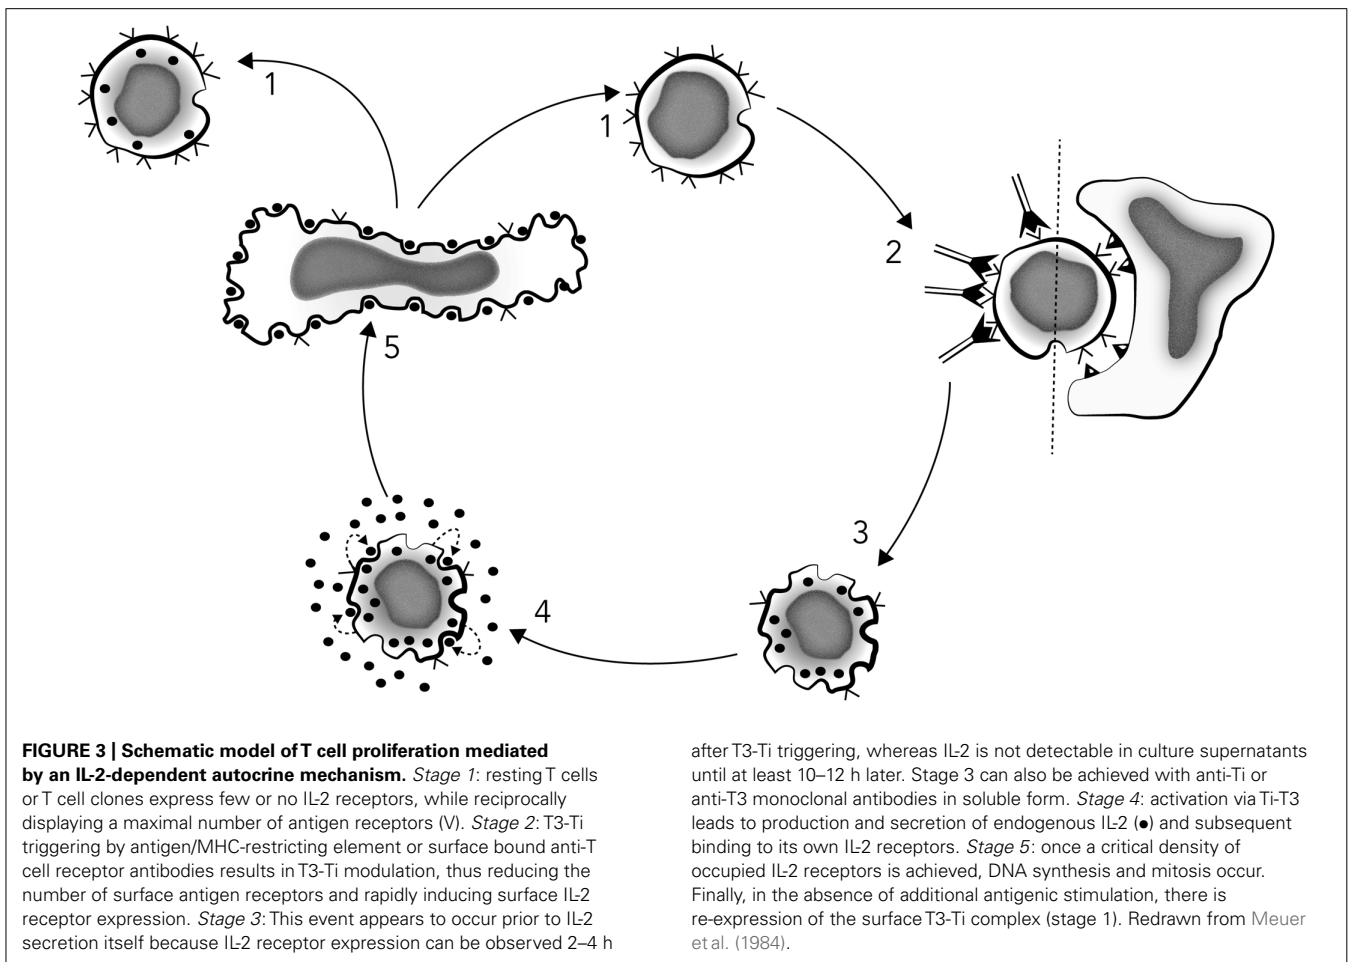 1
1
2
5
3
4
FIGURE 3 | Schematic model of T cell proliferation mediated
by an IL-2-dependent autocrine mechanism. Stage 1: resting T cells
or T cell clones express few or no IL-2 receptors, while reciprocally
displaying a maximal number of antigen receptors (V). Stage 2: T3-Ti
triggering by antigen/MHC-restricting element or surface bound anti-T
cell receptor antibodies results in T3-Ti modulation, thus reducing the
number of surface antigen receptors and rapidly inducing surface IL-2
receptor expression. Stage 3: This event appears to occur prior to IL-2
secretion itself because IL-2 receptor expression can be observed 2–4 h
after T3-Ti triggering, whereas IL-2 is not detectable in culture supernatants
until at least 10–12 h later. Stage 3 can also be achieved with anti-Ti or
anti-T3 monoclonal antibodies in soluble form. Stage 4: activation via Ti-T3
leads to production and secretion of endogenous IL-2 (●) and subsequent
binding to its own IL-2 receptors. Stage 5: once a critical density of
occupied IL-2 receptors is achieved, DNA synthesis and mitosis occur.
Finally, in the absence of additional antigenic stimulation, there is
re-expression of the surface T3-Ti complex (stage 1). Redrawn from Meuer
et al. (1984).